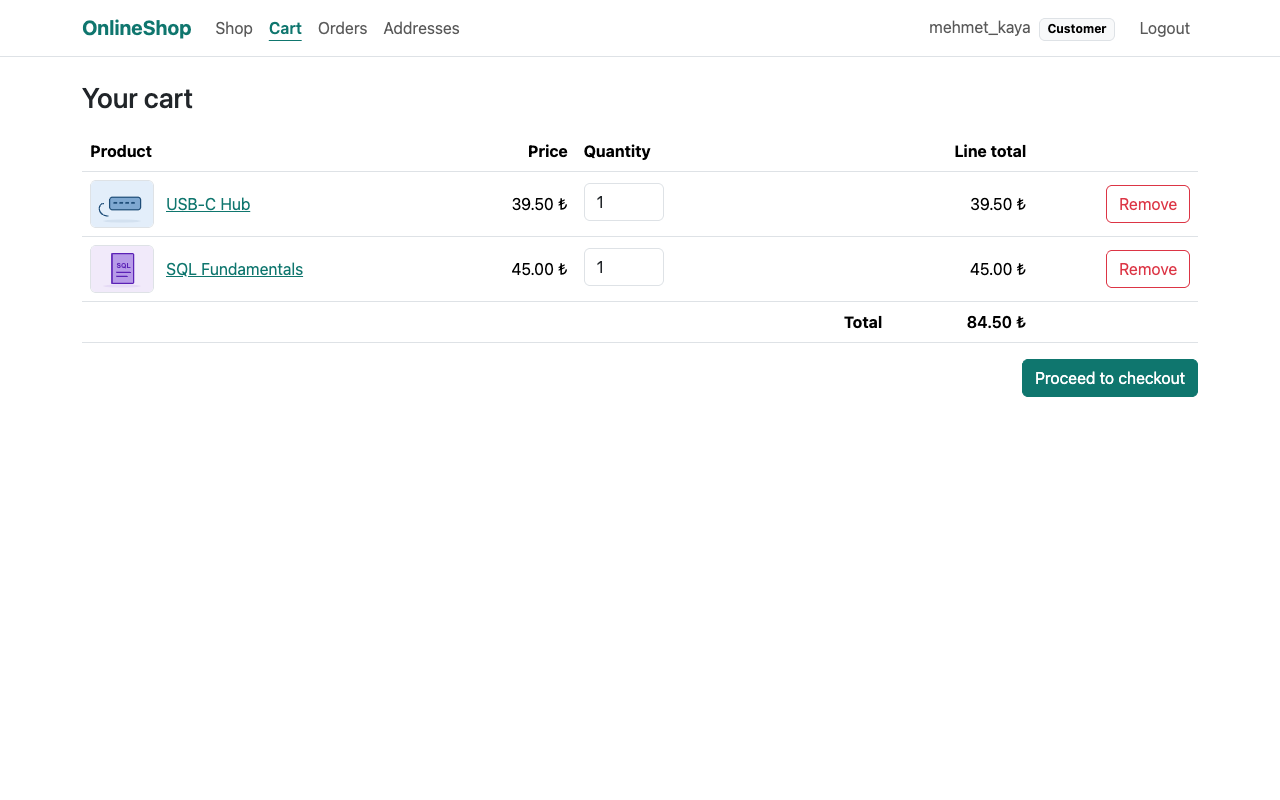 OnlineShop Shop Cart Orders Addresses mehmet_kaya Customer Logout
Your cart
Product Price Quantity Line total
USB-C Hub 39.50 ₺ 1 39.50 ₺ Remove
SQL SQL Fundamentals 45.00 ₺ 1 45.00 ₺ Remove
Total 84.50 ₺
Proceed to checkout